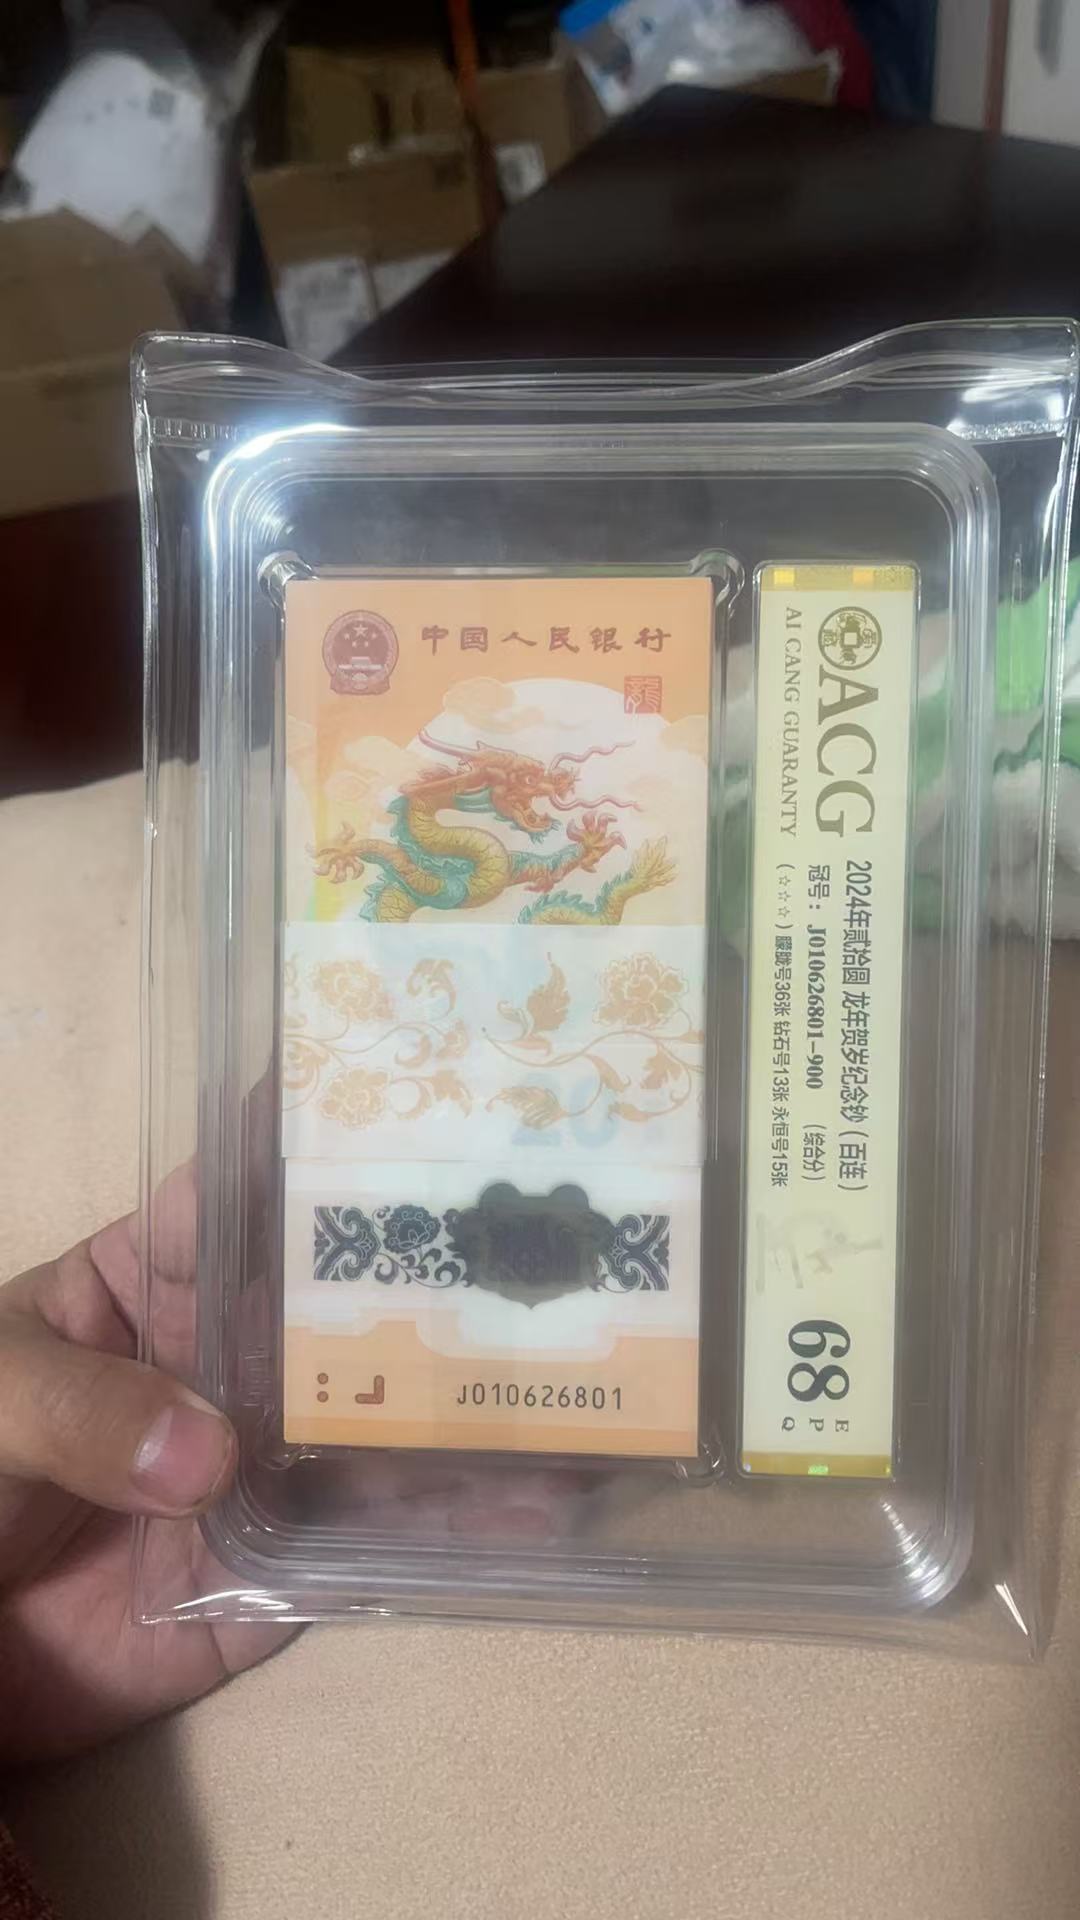 中国人民银行
龍
J010626801
ACG
AI CANG GUARANTY
2024年贰拾圆 龙年贺岁纪念钞（百连）
冠号：J010626801-900 （综合分）
（☆☆☆）朦胧号36张 钻石号13张 永恒号15张
68
E
P
Q